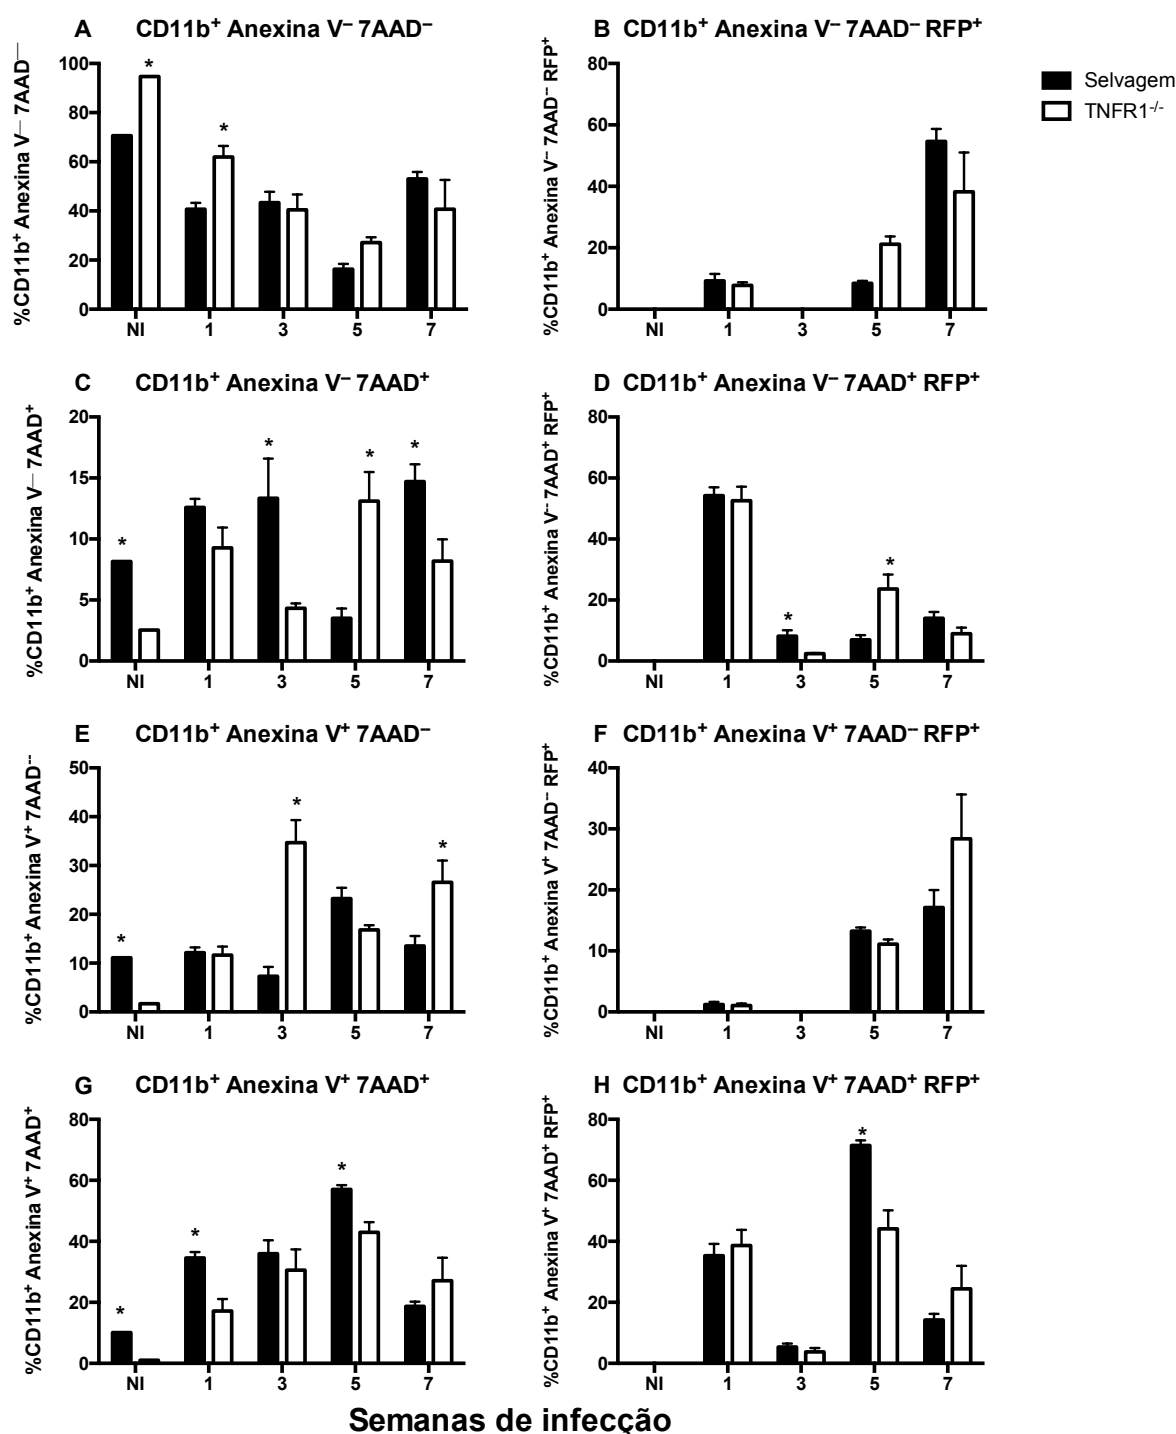 A CD11b⁺ Anexina V⁻ 7AAD⁻
%CD11b⁺ Anexina V⁻ 7AAD⁻
100
80
60
40
20
0
* *
NI 1 3 5 7
B CD11b⁺ Anexina V⁻ 7AAD⁻ RFP⁺
%CD11b⁺ Anexina V⁻ 7AAD⁻ RFP⁺
80
60
40
20
0
NI 1 3 5 7
Selvagem
TNFR1⁻/⁻
C CD11b⁺ Anexina V⁻ 7AAD⁺
%CD11b⁺ Anexina V⁻ 7AAD⁺
20
15
10
5
0
* * * *
NI 1 3 5 7
D CD11b⁺ Anexina V⁻ 7AAD⁺ RFP⁺
%CD11b⁺ Anexina V⁻ 7AAD⁺ RFP⁺
80
60
40
20
0
* *
NI 1 3 5 7
E CD11b⁺ Anexina V⁺ 7AAD⁻
%CD11b⁺ Anexina V⁺ 7AAD⁻
50
40
30
20
10
0
* * *
NI 1 3 5 7
F CD11b⁺ Anexina V⁺ 7AAD⁻ RFP⁺
%CD11b⁺ Anexina V⁺ 7AAD⁻ RFP⁺
40
30
20
10
0
NI 1 3 5 7
G CD11b⁺ Anexina V⁺ 7AAD⁺
%CD11b⁺ Anexina V⁺ 7AAD⁺
80
60
40
20
0
* * *
NI 1 3 5 7
H CD11b⁺ Anexina V⁺ 7AAD⁺ RFP⁺
%CD11b⁺ Anexina V⁺ 7AAD⁺ RFP⁺
80
60
40
20
0
*
NI 1 3 5 7
Semanas de infecção